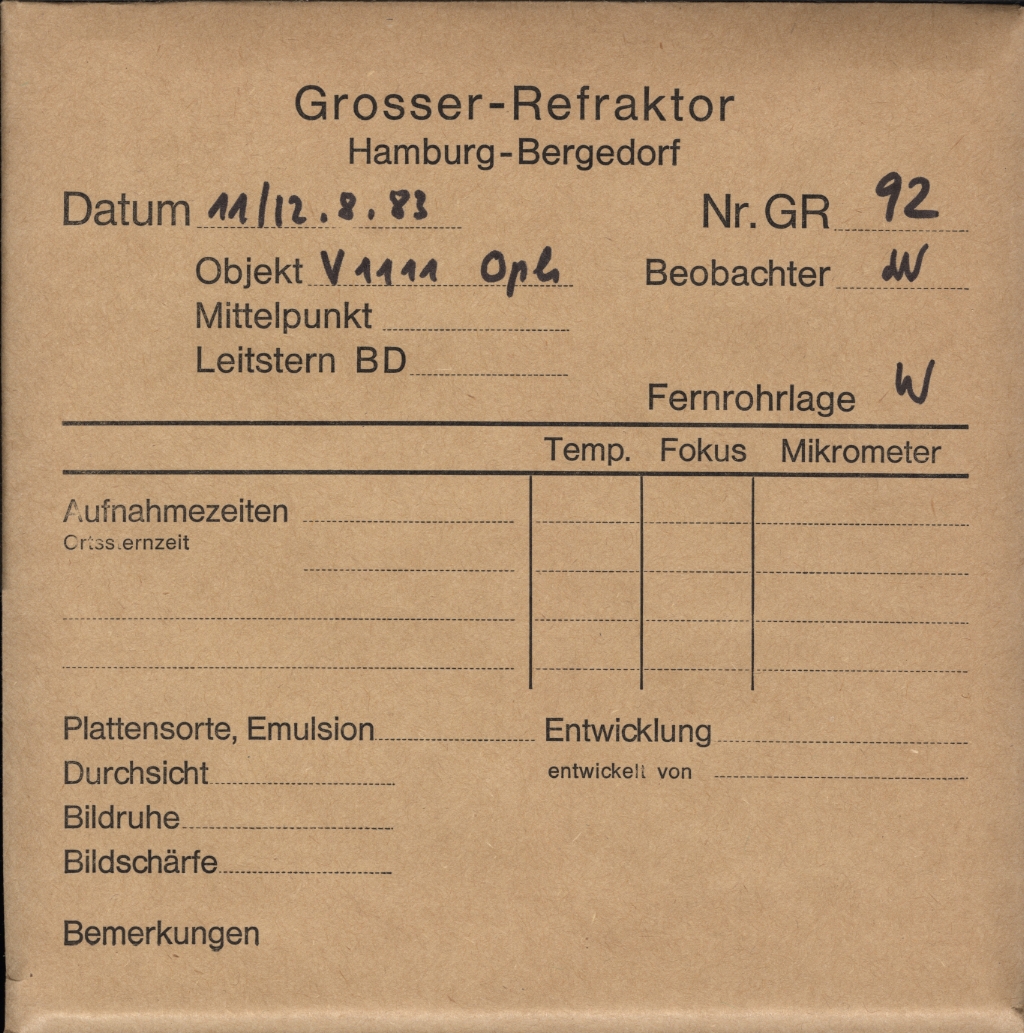 Grosser-Refraktor
Hamburg-Bergedorf
Datum 11/12.8.83 Nr. GR 92
Objekt V1111 Oph Beobachter W
Mittelpunkt
Leitstern BD
Fernrohrlage W
Temp. Fokus Mikrometer
Aufnahmezeiten
Ortssternzeit
Plattensorte, Emulsion Entwicklung
Durchsicht entwickelt von
Bildruhe
Bildschärfe
Bemerkungen